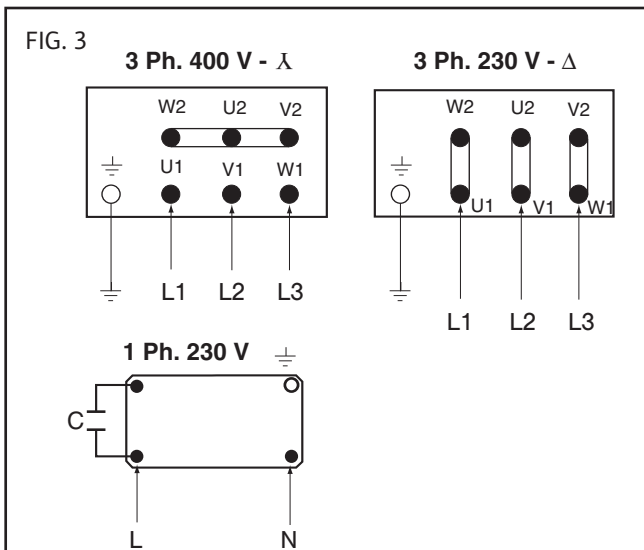 FIG. 3
3 Ph. 400 V - ⅄
W2 U2 V2
U1 V1 W1
L1 L2 L3
3 Ph. 230 V - Δ
W2 U2 V2
U1 V1 W1
L1 L2 L3
1 Ph. 230 V
C
L N